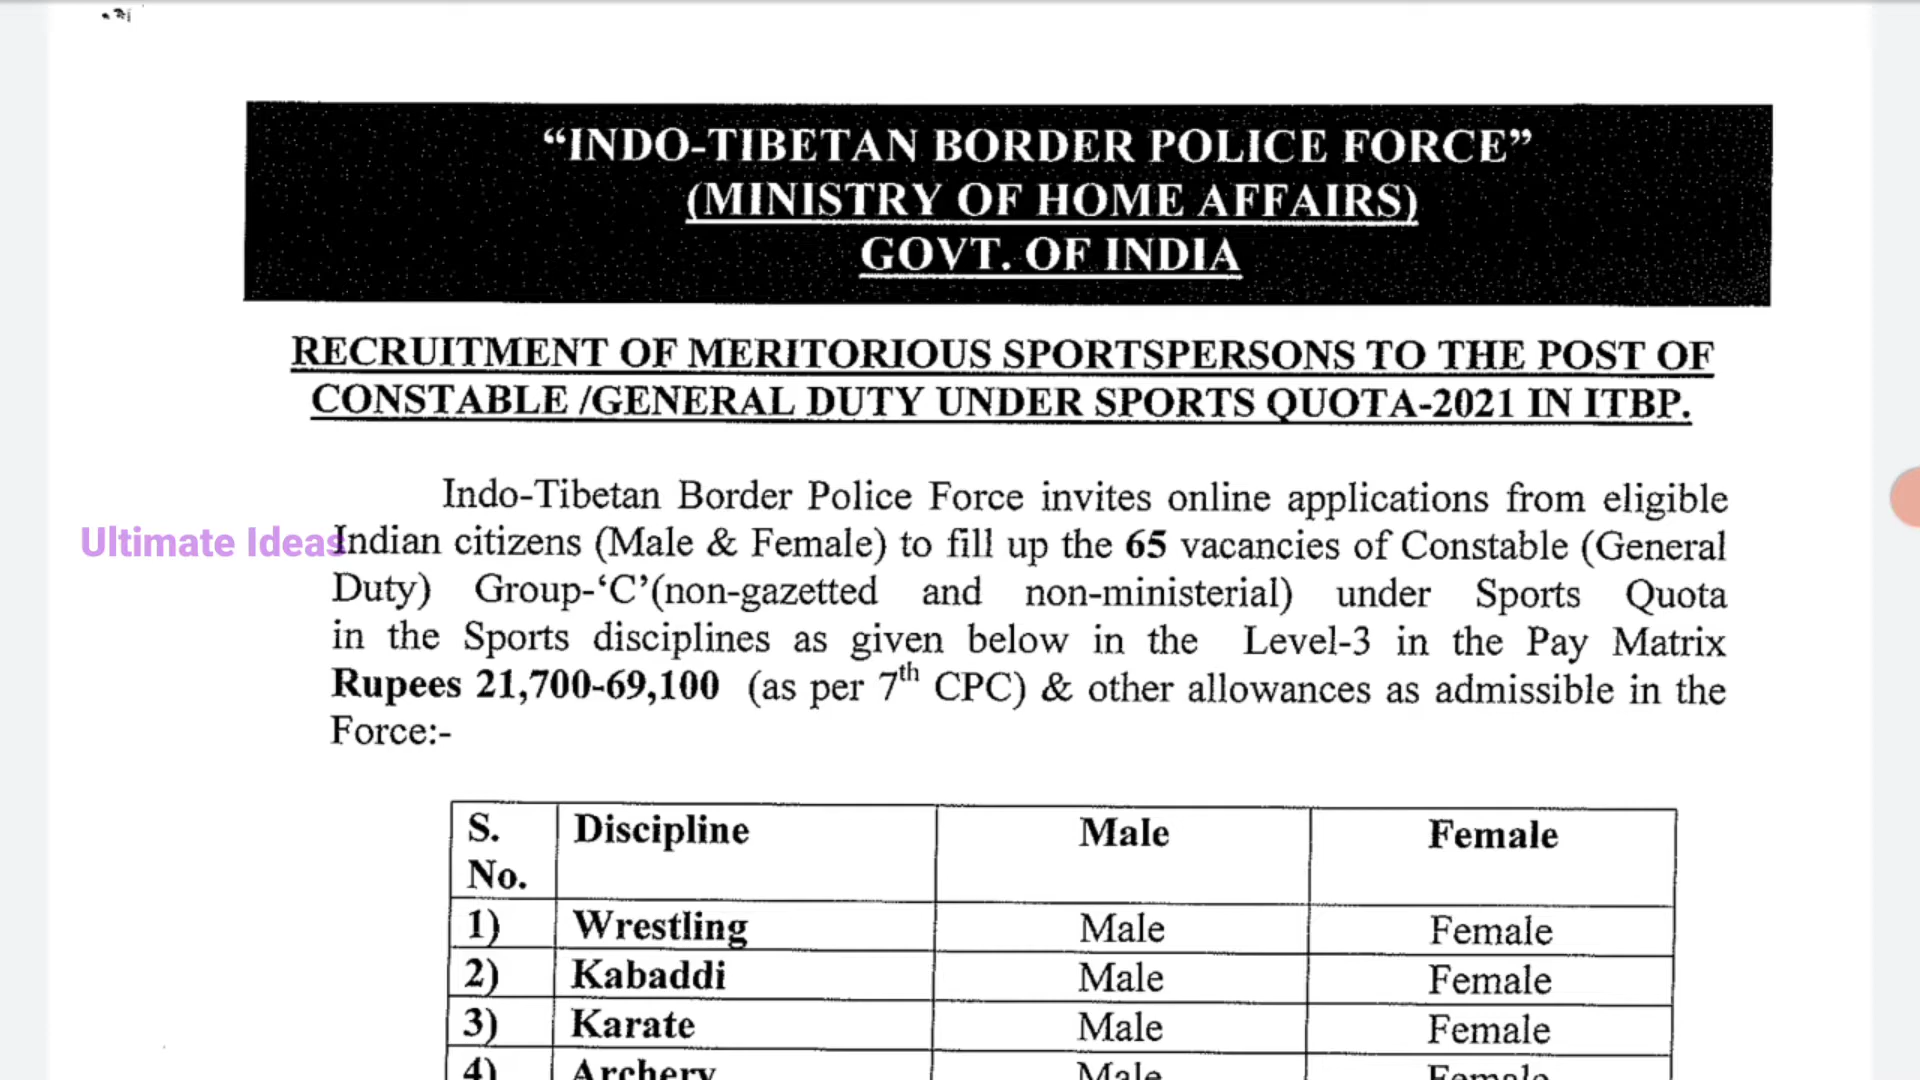 “INDO-TIBETAN BORDER POLICE FORCE”
(MINISTRY OF HOME AFFAIRS)
GOVT. OF INDIA
RECRUITMENT OF MERITORIOUS SPORTSPERSONS TO THE POST OF
CONSTABLE /GENERAL DUTY UNDER SPORTS QUOTA-2021 IN ITBP.
Indo-Tibetan Border Police Force invites online applications from eligible
Ultimate Ideas
Indian citizens (Male & Female) to fill up the 65 vacancies of Constable (General
Duty) Group-‘C’(non-gazetted and non-ministerial) under Sports Quota
in the Sports disciplines as given below in the Level-3 in the Pay Matrix
Rupees 21,700-69,100 (as per 7th CPC) & other allowances as admissible in the
Force:-
S. No. Discipline Male Female
1) Wrestling Male Female
2) Kabaddi Male Female
3) Karate Male Female
4) Archery Male Female